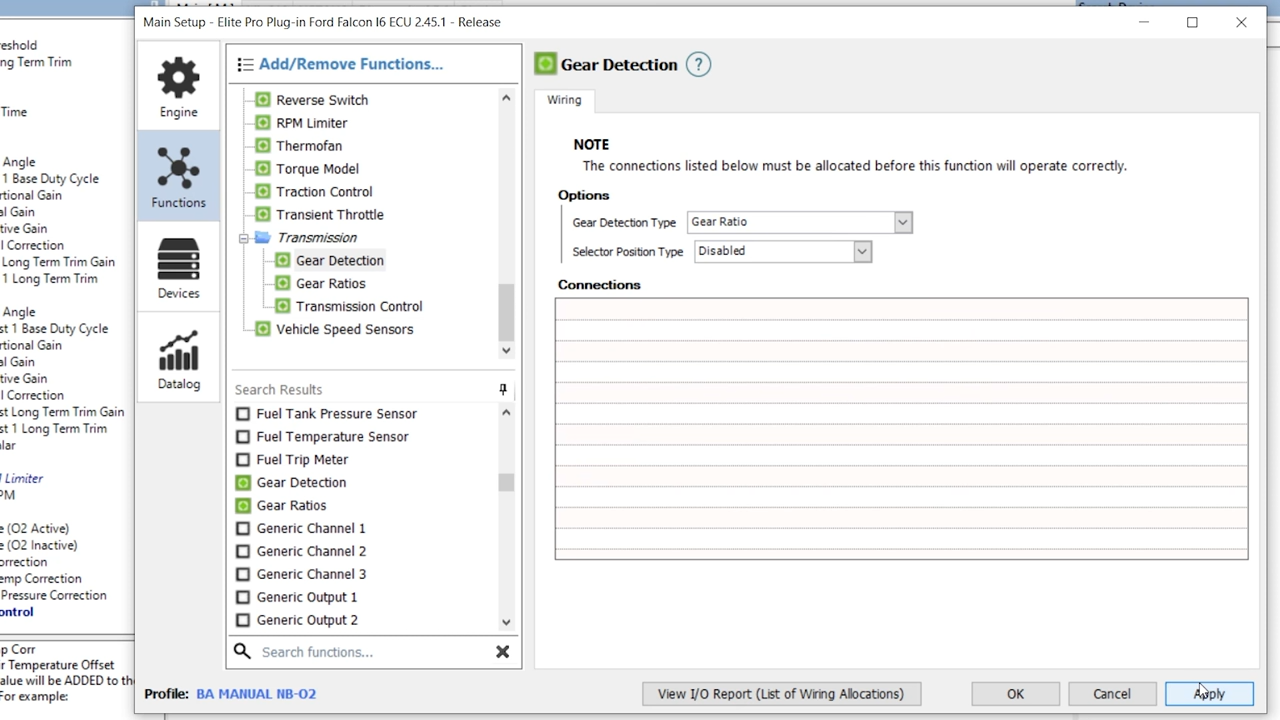 Main Setup - Elite Pro Plug-in Ford Falcon I6 ECU 2.45.1 - Release
eshold
ng Term Trim
Time
Angle
1 Base Duty Cycle
rtional Gain
al Gain
tive Gain
l Correction
Long Term Trim Gain
1 Long Term Trim
Angle
st 1 Base Duty Cycle
rtional Gain
al Gain
tive Gain
l Correction
st Long Term Trim Gain
st 1 Long Term Trim
lar
Limiter
PM
e (O2 Active)
e (O2 Inactive)
orrection
emp Correction
Pressure Correction
ontrol
p Corr
r Temperature Offset
alue will be ADDED to the
For example:
Engine
Functions
Devices
Datalog
Add/Remove Functions...
Reverse Switch
RPM Limiter
Thermofan
Torque Model
Traction Control
Transient Throttle
Transmission
Gear Detection
Gear Ratios
Transmission Control
Vehicle Speed Sensors
Search Results
Fuel Tank Pressure Sensor
Fuel Temperature Sensor
Fuel Trip Meter
Gear Detection
Gear Ratios
Generic Channel 1
Generic Channel 2
Generic Channel 3
Generic Output 1
Generic Output 2
Search functions...
Gear Detection ?
Wiring
NOTE
The connections listed below must be allocated before this function will operate correctly.
Options
Gear Detection Type Gear Ratio
Selector Position Type Disabled
Connections
Profile: BA MANUAL NB-O2
View I/O Report (List of Wiring Allocations)
OK
Cancel
Apply